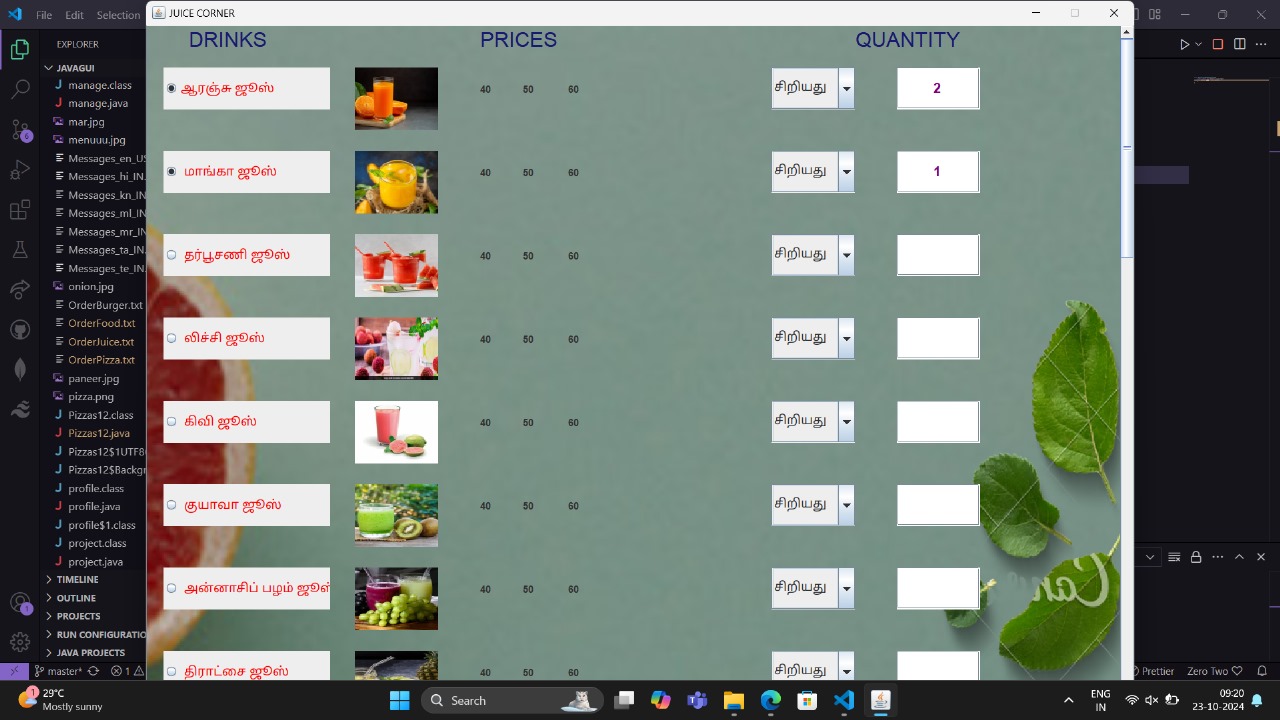 JUICE CORNER
File Edit
EXPLORER
JAVAGUI
manage.class
manage.java
mar.jpg
menuuu.jpg
Messages_en_US
Messages_hi_IN.
Messages_kn_IN
Messages_ml_IN
Messages_mr_IN
Messages_ta_IN.
Messages_te_IN.
onion.jpg
OrderBurger.txt
OrderFood.txt
OrderJuice.txt
OrderPizza.txt
paneer.jpg
pizza.png
Pizzas12.class
Pizzas12.java
Pizzas12$1UTF8
Pizzas12$Backgr
profile.class
profile.java
profile$1.class
project.class
project.java
TIMELINE
OUTLINE
PROJECTS
RUN CONFIGURATIO
JAVA PROJECTS
6
1
master*
1
DRINKS PRICES QUANTITY
ஆரஞ்சு ஜூஸ் 40 50 60 சிறியது 2
மாங்கா ஜூஸ் 40 50 60 சிறியது 1
தர்பூசணி ஜூஸ் 40 50 60 சிறியது
லிச்சி ஜூஸ் 40 50 60 சிறியது
கிவி ஜூஸ் 40 50 60 சிறியது
குயாவா ஜூஸ் 40 50 60 சிறியது
அன்னாசிப் பழம் ஜூஸ் 40 50 60 சிறியது
திராட்சை ஜூஸ் 40 50 60 சிறியது
Prettier Zero Two
1
29°C
Mostly sunny
Search
ENG
IN
09:20
23-10-2024